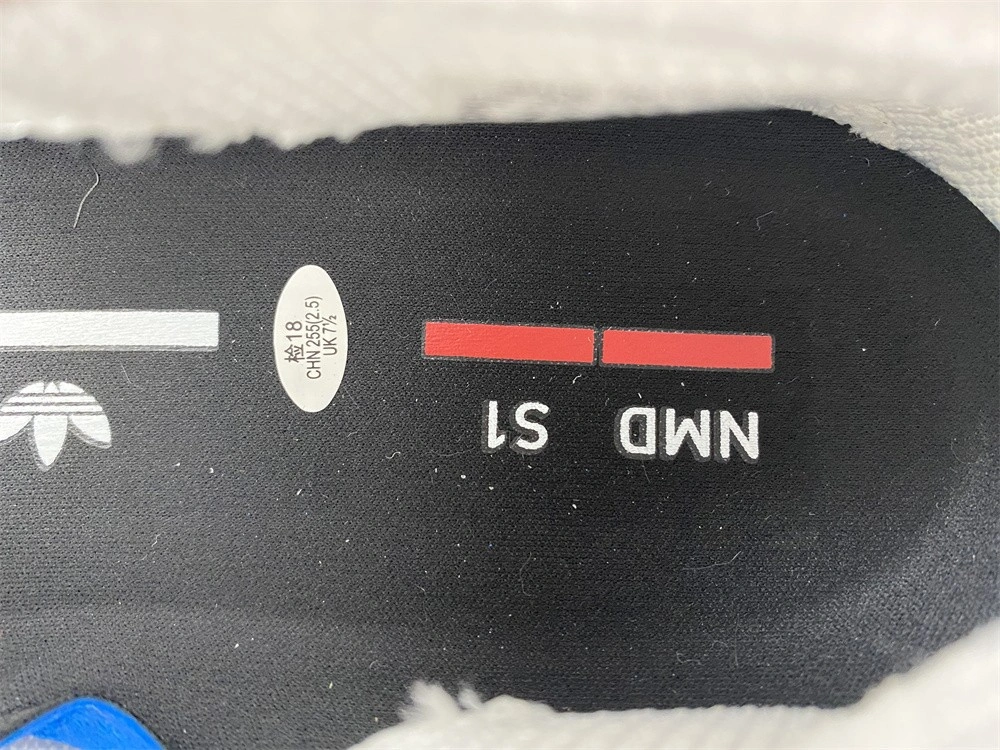 检18
CHN 255(2.5)
UK 7½
NMD S1